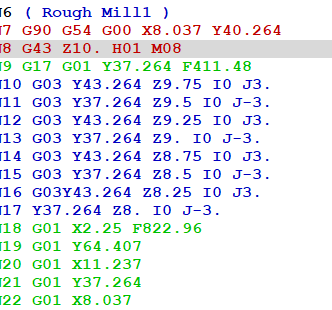 N6 ( Rough Mill1 )
N7 G90 G54 G00 X8.037 Y40.264
N8 G43 Z10. H01 M08
N9 G17 G01 Y37.264 F411.48
N10 G03 Y43.264 Z9.75 I0 J3.
N11 G03 Y37.264 Z9.5 I0 J-3.
N12 G03 Y43.264 Z9.25 I0 J3.
N13 G03 Y37.264 Z9. I0 J-3.
N14 G03 Y43.264 Z8.75 I0 J3.
N15 G03 Y37.264 Z8.5 I0 J-3.
N16 G03Y43.264 Z8.25 I0 J3.
N17 Y37.264 Z8. I0 J-3.
N18 G01 X2.25 F822.96
N19 G01 Y64.407
N20 G01 X11.237
N21 G01 Y37.264
N22 G01 X8.037